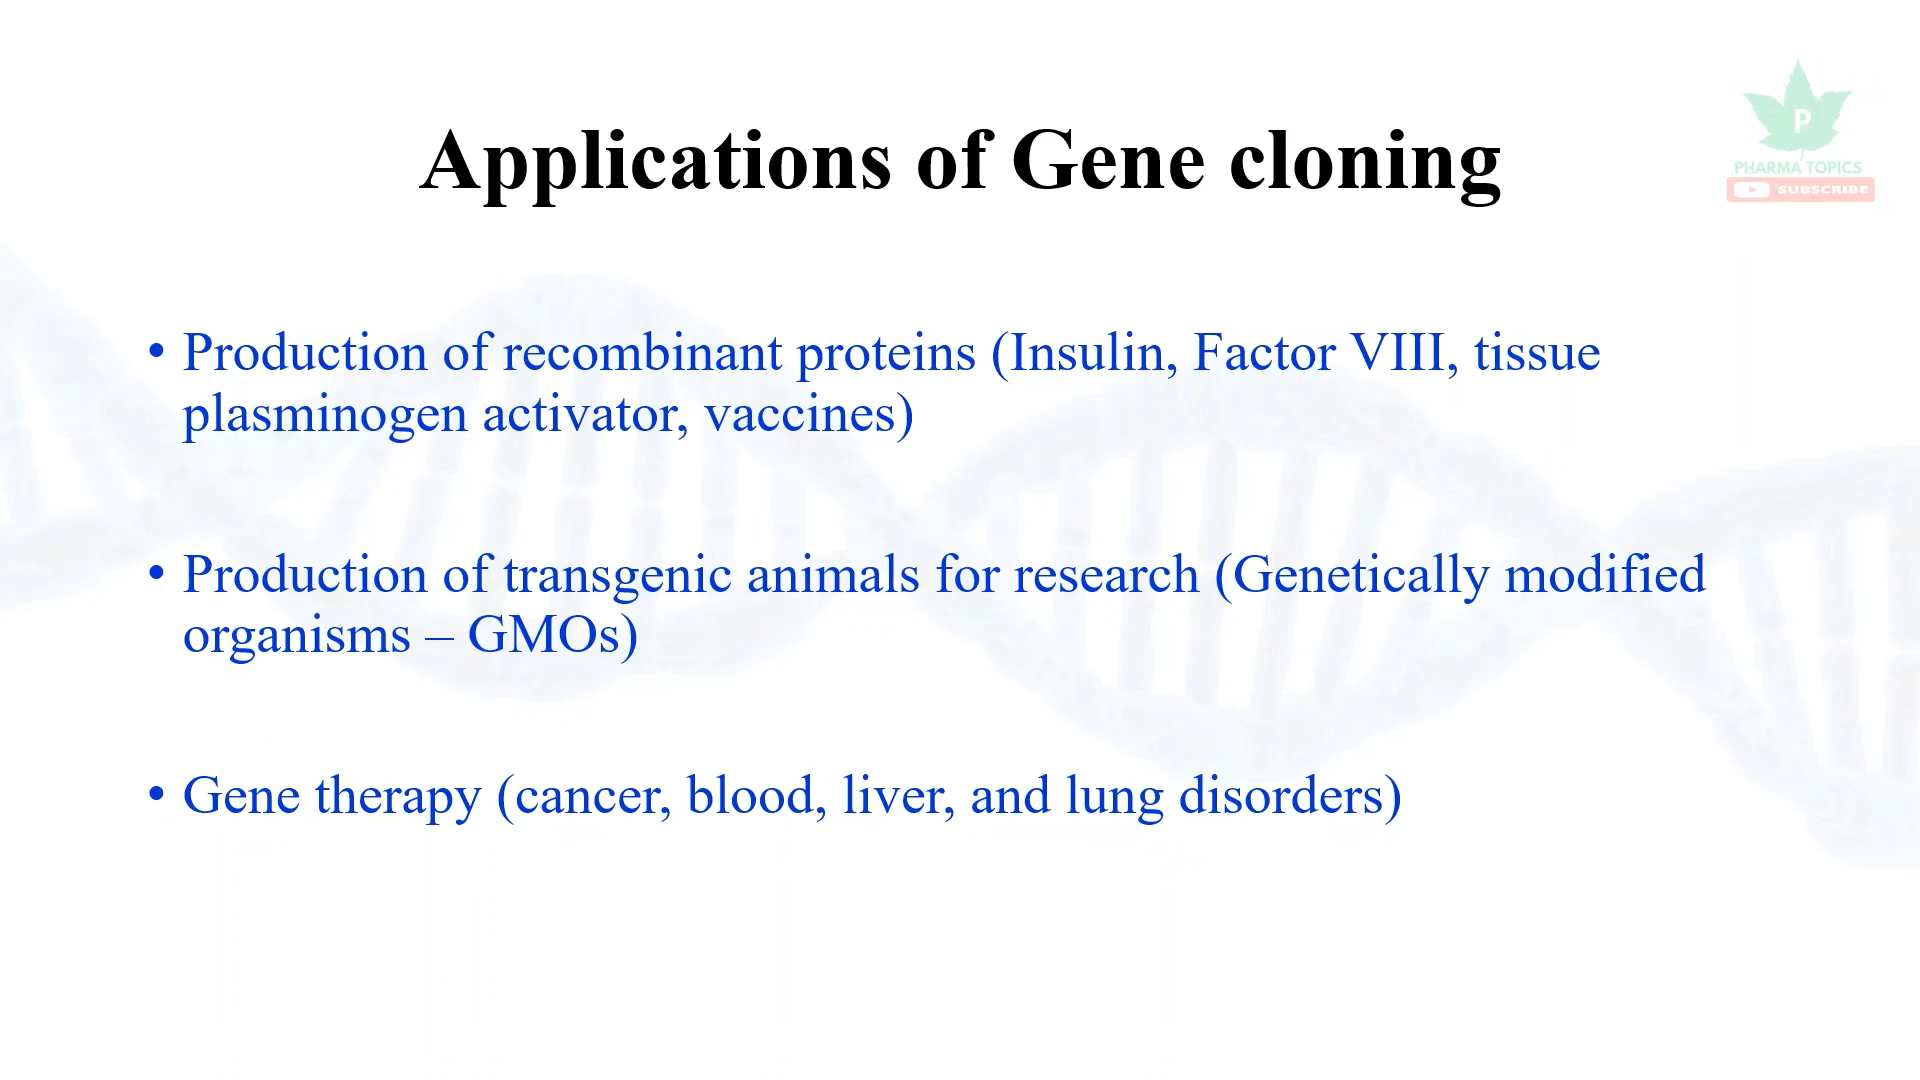 Applications of Gene cloning
P
PHARMA TOPICS
SUBSCRIBE
• Production of recombinant proteins (Insulin, Factor VIII, tissue
plasminogen activator, vaccines)
• Production of transgenic animals for research (Genetically modified
organisms – GMOs)
• Gene therapy (cancer, blood, liver, and lung disorders)